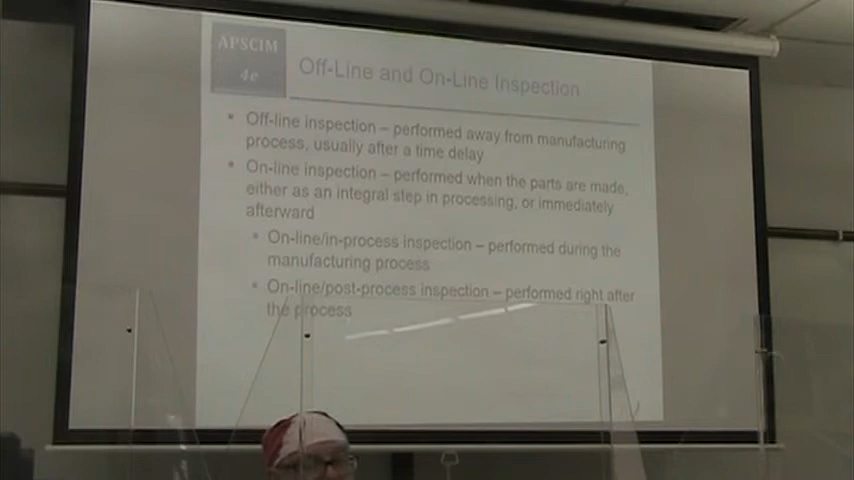 APSCIM
4e
Off-Line and On-Line Inspection
• Off-line inspection – performed away from manufacturing
process, usually after a time delay
• On-line inspection – performed when the parts are made,
either as an integral step in processing, or immediately
afterward
• On-line/in-process inspection – performed during the
manufacturing process
• On-line/post-process inspection – performed right after
the process